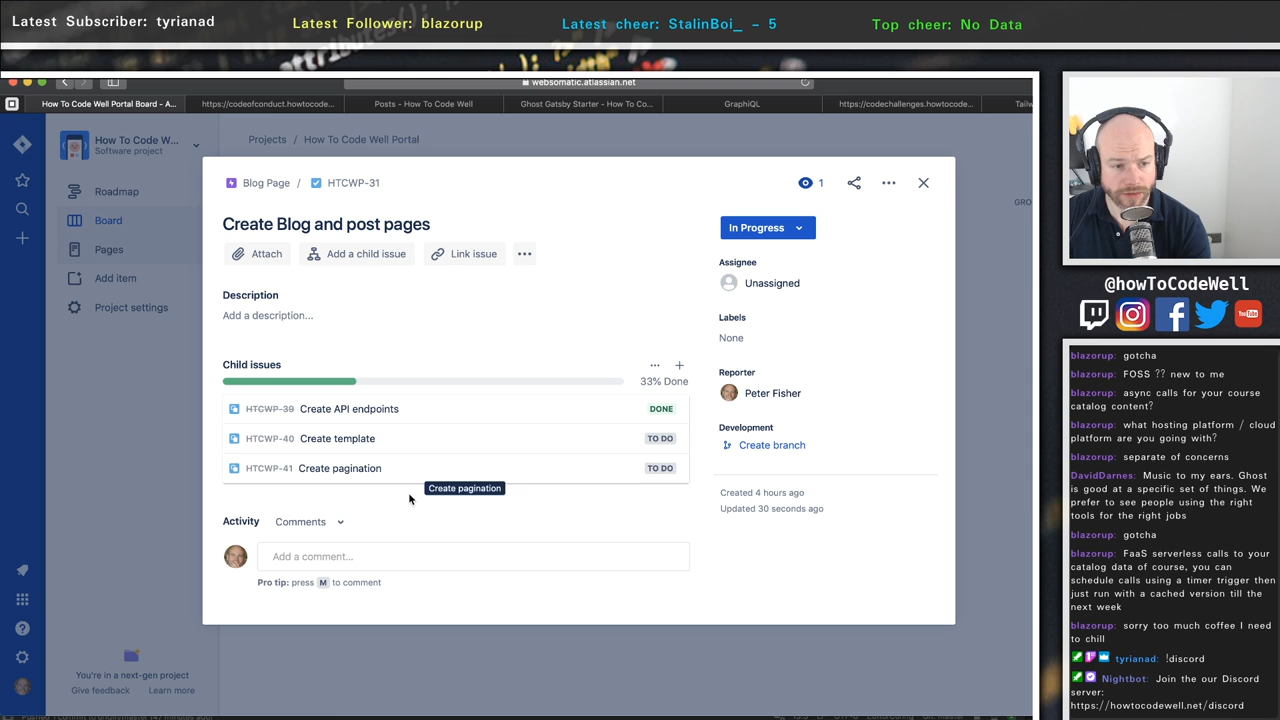 Latest Subscriber: tyrianad
Latest Follower: blazorup
Latest cheer: StalinBoi_ - 5
Top cheer: No Data
websomatic.atlassian.net
How To Code Well Portal Board - A...
https://codeofconduct.howtocode...
Posts - How To Code Well
Ghost Gatsby Starter - How To Co...
GraphiQL
https://codechallenges.howtocode...
Tailw
How To Code W...
Software project
Roadmap
Board
Pages
Add item
Project settings
You're in a next-gen project
Give feedback
Learn more
Projects / How To Code Well Portal
GRO
Blog Page / HTCWP-31
1
Create Blog and post pages
Attach
Add a child issue
Link issue
Description
Add a description...
Child issues
33% Done
HTCWP-39 Create API endpoints DONE
HTCWP-40 Create template TO DO
HTCWP-41 Create pagination TO DO
Create pagination
Activity
Comments
Add a comment...
Pro tip: press M to comment
In Progress
Assignee
Unassigned
Labels
None
Reporter
Peter Fisher
Development
Create branch
Created 4 hours ago
Updated 30 seconds ago
@howToCodeWell
You
Tube
blazorup: gotcha
blazorup: FOSS ?? new to me
blazorup: async calls for your course
catalog content?
blazorup: what hosting platform / cloud
platform are you going with?
blazorup: separate of concerns
DavidDarnes: Music to my ears. Ghost
is good at a specific set of things. We
prefer to see people using the right
tools for the right jobs
blazorup: gotcha
blazorup: FaaS serverless calls to your
catalog data of course, you can
schedule calls using a timer trigger then
just run with a cached version till the
next week
blazorup: sorry too much coffee I need
to chill
tyrianad: !discord
Nightbot: Join the our Discord
server:
https://howtocodewell.net/discord